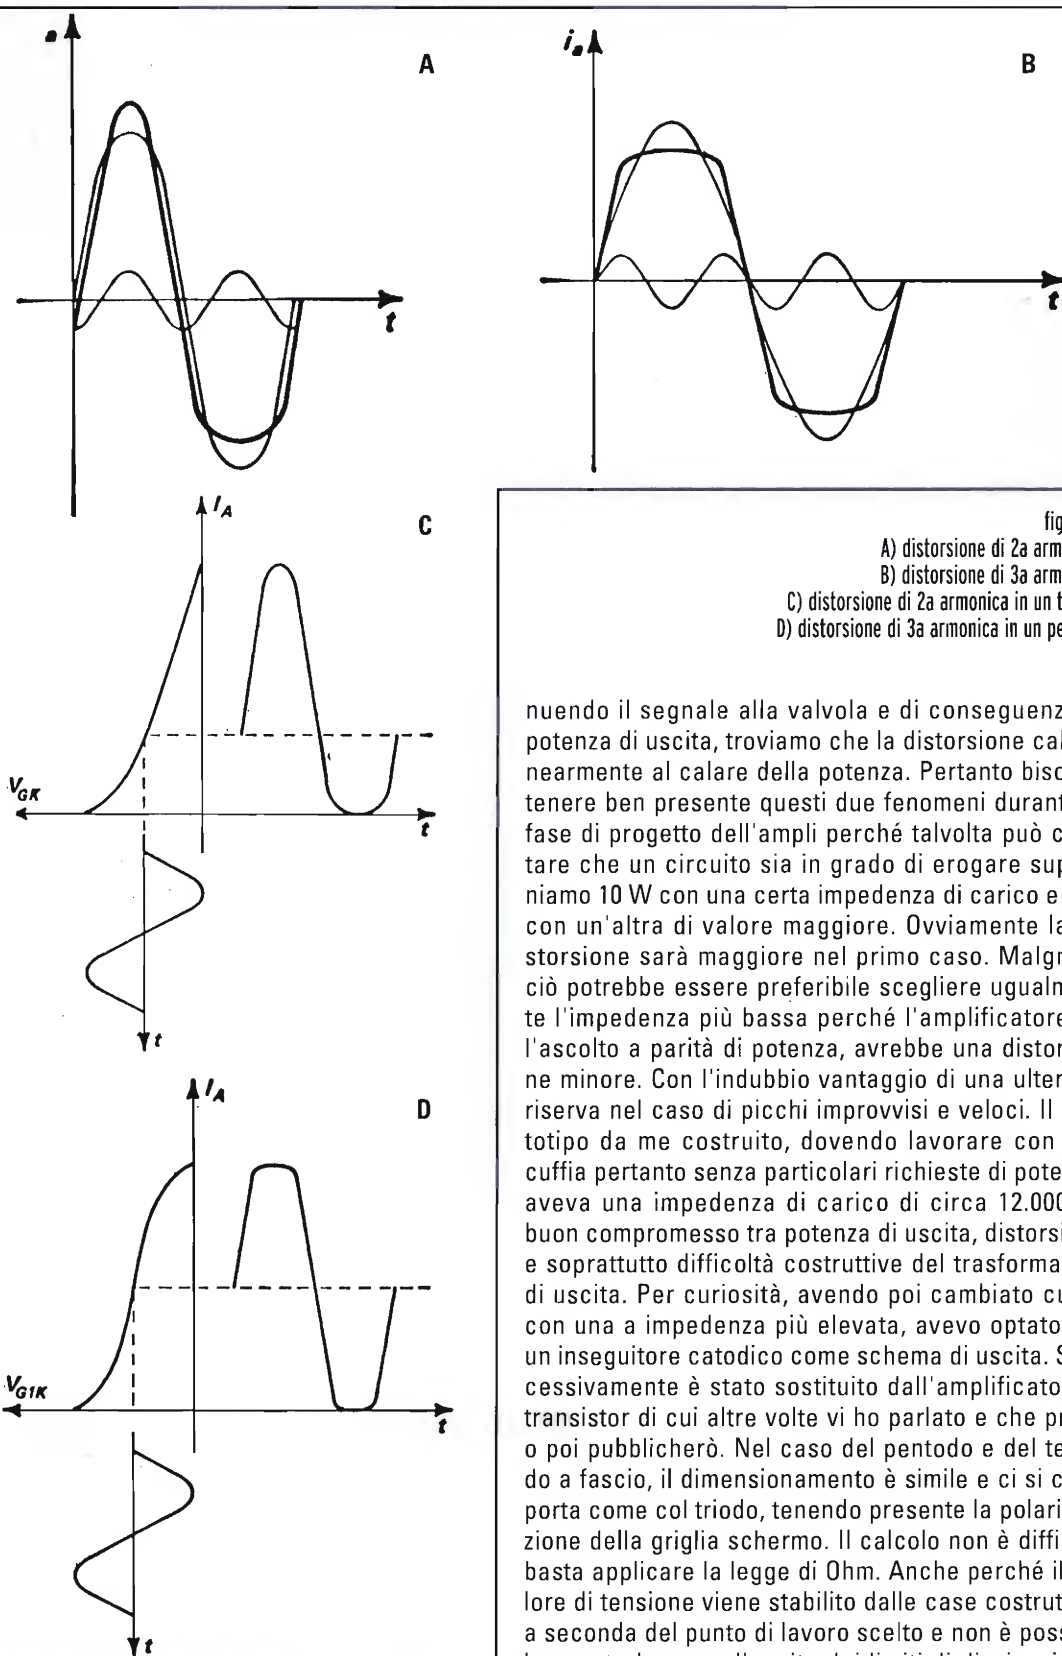 a
A
t
ia
B
t
IA
C
VGK
t
t
IA
D
VG1K
t
t
fig
A) distorsione di 2a arm
B) distorsione di 3a arm
C) distorsione di 2a armonica in un t
D) distorsione di 3a armonica in un pe
nuendo il segnale alla valvola e di conseguenz
potenza di uscita, troviamo che la distorsione cal
nearmente al calare della potenza. Pertanto biso
tenere ben presente questi due fenomeni durant
fase di progetto dell'ampli perché talvolta può c
tare che un circuito sia in grado di erogare sup
niamo 10 W con una certa impedenza di carico e
con un'altra di valore maggiore. Ovviamente la
storsione sarà maggiore nel primo caso. Malgr
ciò potrebbe essere preferibile scegliere ugualm
te l'impedenza più bassa perché l'amplificatore
l'ascolto a parità di potenza, avrebbe una distor
ne minore. Con l'indubbio vantaggio di una ulter
riserva nel caso di picchi improvvisi e veloci. Il
totipo da me costruito, dovendo lavorare con
cuffia pertanto senza particolari richieste di pote
aveva una impedenza di carico di circa 12.000
buon compromesso tra potenza di uscita, distorsi
e soprattutto difficoltà costruttive del trasforma
di uscita. Per curiosità, avendo poi cambiato cu
con una a impedenza più elevata, avevo optato
un inseguitore catodico come schema di uscita. S
cessivamente è stato sostituito dall'amplificato
transistor di cui altre volte vi ho parlato e che pr
o poi pubblicherò. Nel caso del pentodo e del te
do a fascio, il dimensionamento è simile e ci si c
porta come col triodo, tenendo presente la polari
zione della griglia schermo. Il calcolo non è diffi
basta applicare la legge di Ohm. Anche perché il
lore di tensione viene stabilito dalle case costrut
a seconda del punto di lavoro scelto e non è poss